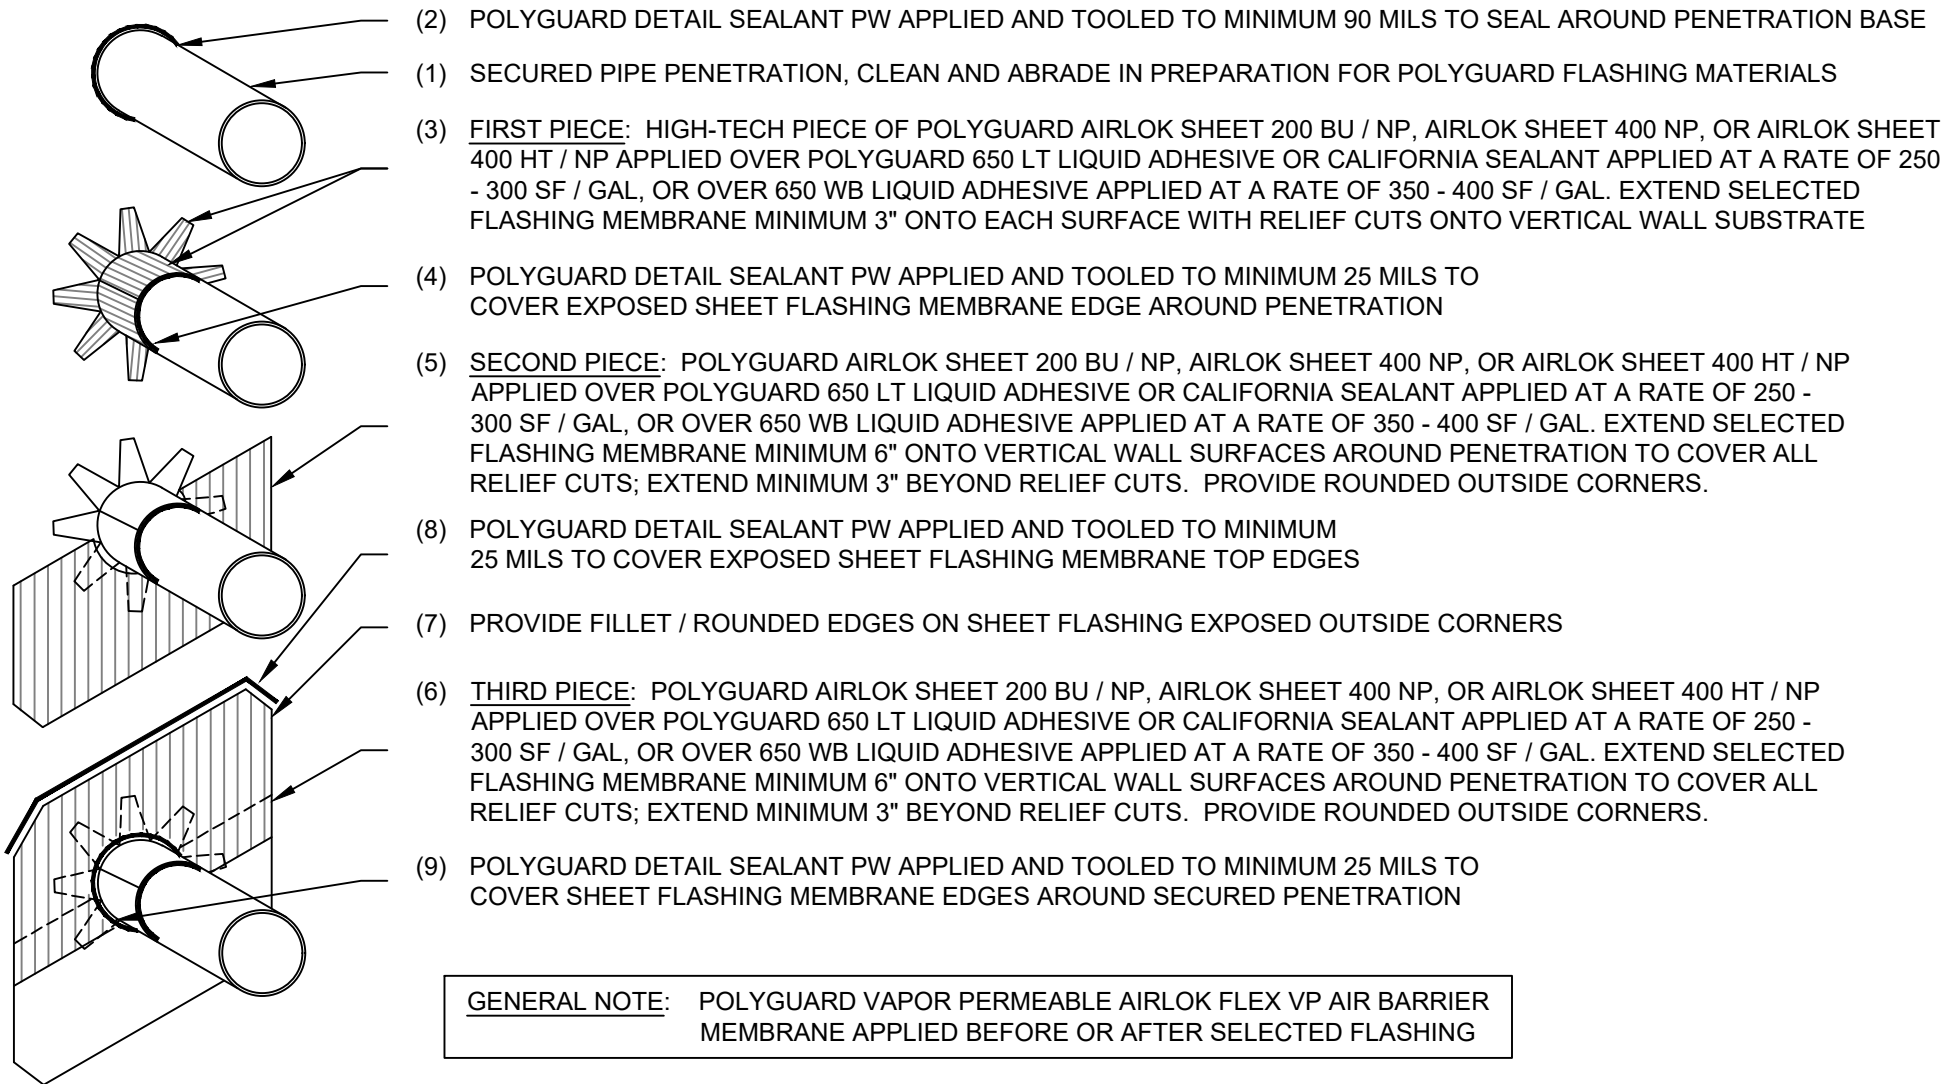 (2) POLYGUARD DETAIL SEALANT PW APPLIED AND TOOLED TO MINIMUM 90 MILS TO SEAL AROUND PENETRATION BASE
(1) SECURED PIPE PENETRATION, CLEAN AND ABRADE IN PREPARATION FOR POLYGUARD FLASHING MATERIALS
(3) FIRST PIECE: HIGH-TECH PIECE OF POLYGUARD AIRLOK SHEET 200 BU / NP, AIRLOK SHEET 400 NP, OR AIRLOK SHEET
400 HT / NP APPLIED OVER POLYGUARD 650 LT LIQUID ADHESIVE OR CALIFORNIA SEALANT APPLIED AT A RATE OF 250
- 300 SF / GAL, OR OVER 650 WB LIQUID ADHESIVE APPLIED AT A RATE OF 350 - 400 SF / GAL. EXTEND SELECTED
FLASHING MEMBRANE MINIMUM 3" ONTO EACH SURFACE WITH RELIEF CUTS ONTO VERTICAL WALL SUBSTRATE
(4) POLYGUARD DETAIL SEALANT PW APPLIED AND TOOLED TO MINIMUM 25 MILS TO
COVER EXPOSED SHEET FLASHING MEMBRANE EDGE AROUND PENETRATION
(5) SECOND PIECE: POLYGUARD AIRLOK SHEET 200 BU / NP, AIRLOK SHEET 400 NP, OR AIRLOK SHEET 400 HT / NP
APPLIED OVER POLYGUARD 650 LT LIQUID ADHESIVE OR CALIFORNIA SEALANT APPLIED AT A RATE OF 250 -
300 SF / GAL, OR OVER 650 WB LIQUID ADHESIVE APPLIED AT A RATE OF 350 - 400 SF / GAL. EXTEND SELECTED
FLASHING MEMBRANE MINIMUM 6" ONTO VERTICAL WALL SURFACES AROUND PENETRATION TO COVER ALL
RELIEF CUTS; EXTEND MINIMUM 3" BEYOND RELIEF CUTS. PROVIDE ROUNDED OUTSIDE CORNERS.
(8) POLYGUARD DETAIL SEALANT PW APPLIED AND TOOLED TO MINIMUM
25 MILS TO COVER EXPOSED SHEET FLASHING MEMBRANE TOP EDGES
(7) PROVIDE FILLET / ROUNDED EDGES ON SHEET FLASHING EXPOSED OUTSIDE CORNERS
(6) THIRD PIECE: POLYGUARD AIRLOK SHEET 200 BU / NP, AIRLOK SHEET 400 NP, OR AIRLOK SHEET 400 HT / NP
APPLIED OVER POLYGUARD 650 LT LIQUID ADHESIVE OR CALIFORNIA SEALANT APPLIED AT A RATE OF 250 -
300 SF / GAL, OR OVER 650 WB LIQUID ADHESIVE APPLIED AT A RATE OF 350 - 400 SF / GAL. EXTEND SELECTED
FLASHING MEMBRANE MINIMUM 6" ONTO VERTICAL WALL SURFACES AROUND PENETRATION TO COVER ALL
RELIEF CUTS; EXTEND MINIMUM 3" BEYOND RELIEF CUTS. PROVIDE ROUNDED OUTSIDE CORNERS.
(9) POLYGUARD DETAIL SEALANT PW APPLIED AND TOOLED TO MINIMUM 25 MILS TO
COVER SHEET FLASHING MEMBRANE EDGES AROUND SECURED PENETRATION
GENERAL NOTE: POLYGUARD VAPOR PERMEABLE AIRLOK FLEX VP AIR BARRIER
MEMBRANE APPLIED BEFORE OR AFTER SELECTED FLASHING